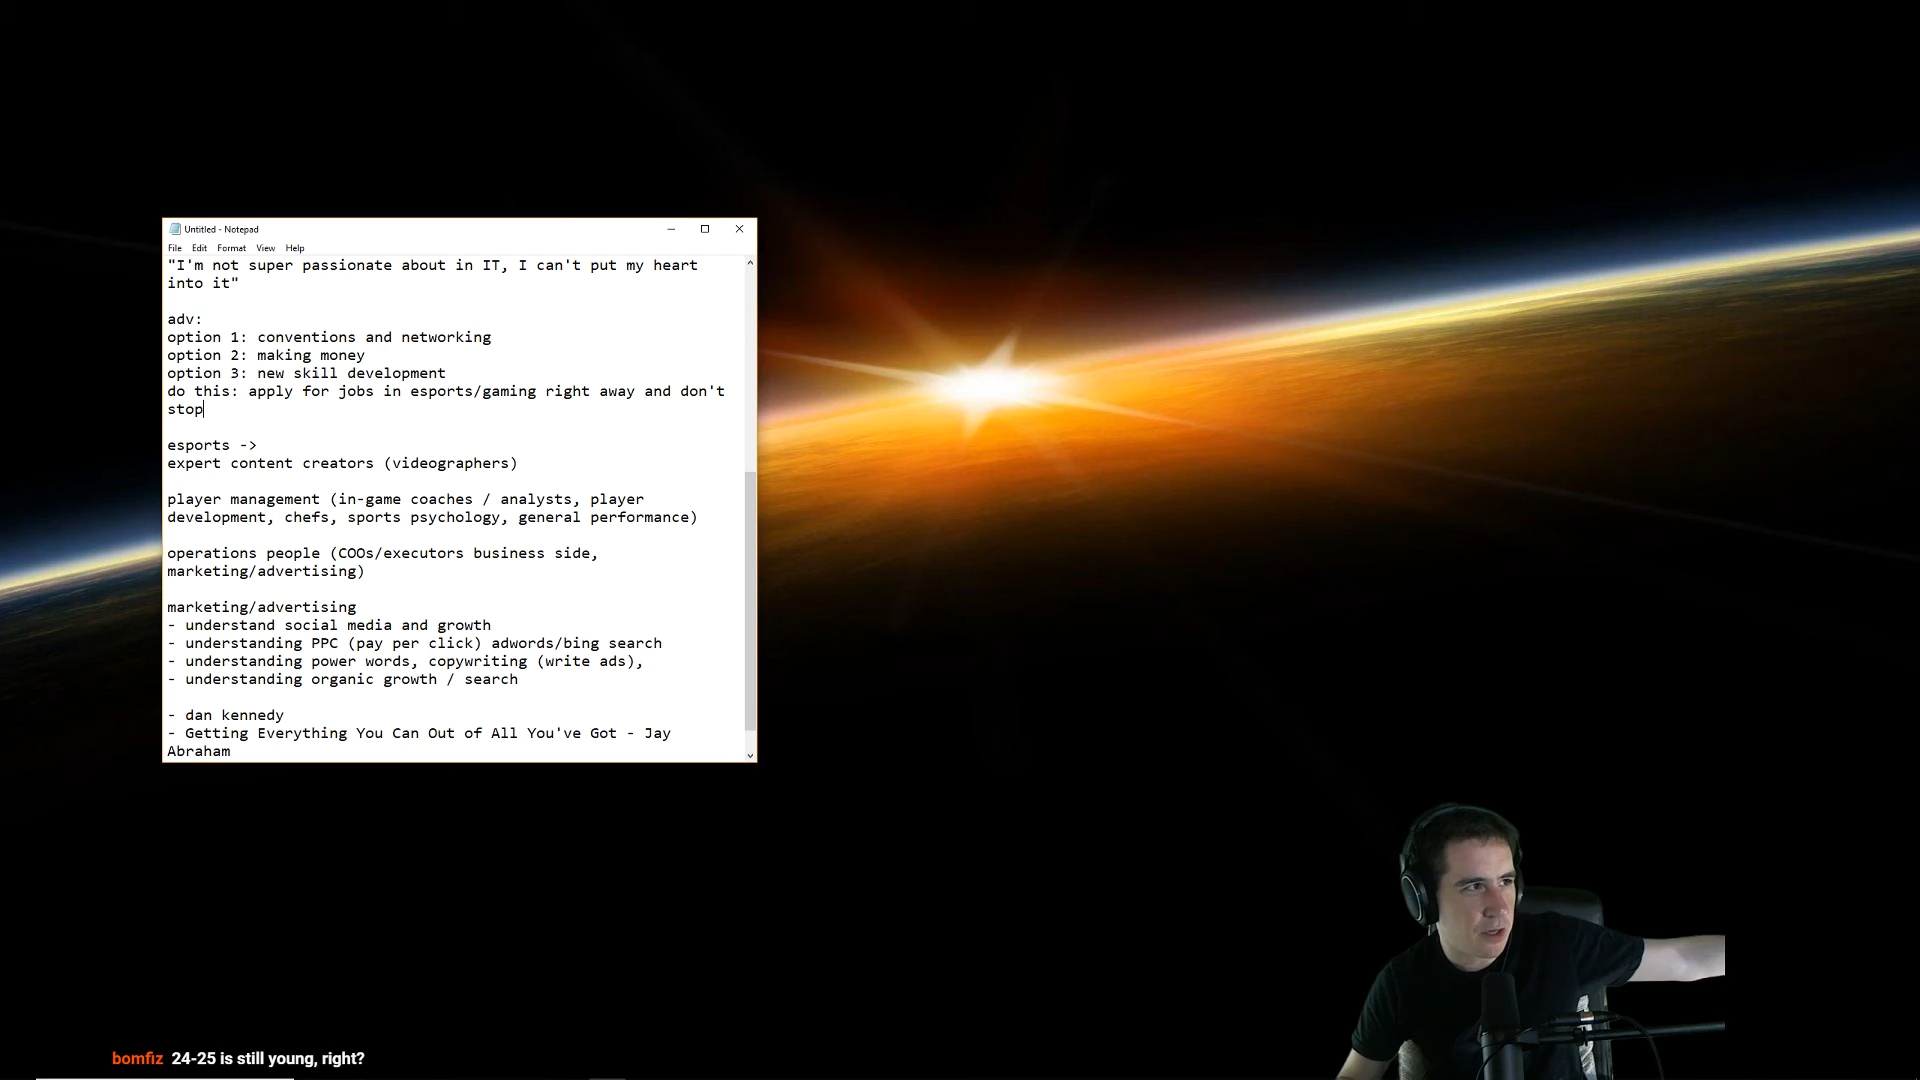 Untitled - Notepad
File Edit Format View Help
"I'm not super passionate about in IT, I can't put my heart
into it"
adv:
option 1: conventions and networking
option 2: making money
option 3: new skill development
do this: apply for jobs in esports/gaming right away and don't
stop
esports ->
expert content creators (videographers)
player management (in-game coaches / analysts, player
development, chefs, sports psychology, general performance)
operations people (COOs/executors business side,
marketing/advertising)
marketing/advertising
- understand social media and growth
- understanding PPC (pay per click) adwords/bing search
- understanding power words, copywriting (write ads),
- understanding organic growth / search
- dan kennedy
- Getting Everything You Can Out of All You've Got - Jay
Abraham
bomfiz 24-25 is still young, right?